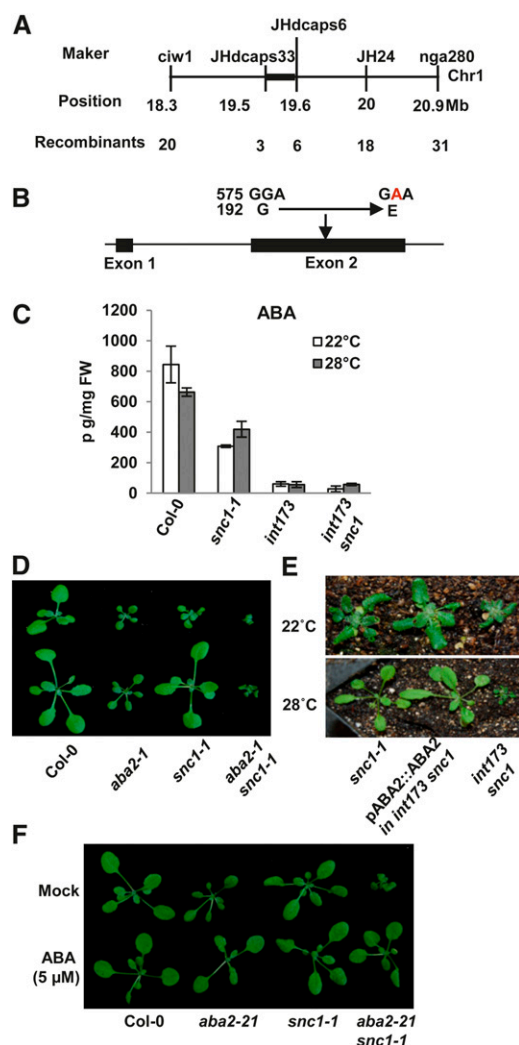 A
JHdcaps6
Maker
ciw1 JHdcaps33 JH24 nga280
Chr1
Position
18.3 19.5 19.6 20 20.9Mb
Recombinants
20 3 6 18 31
B
575 GGA GAA
192 G E
Exon 1 Exon 2
C
ABA
1200
1000
800
600
400
200
0
p g/mg FW
22°C
28°C
Col-0
snc1-1
int173
int173 snc1
D
Col-0
aba2-1
snc1-1
aba2-1 snc1-1
E
22°C
28°C
snc1-1
pABA2::ABA2
in int173 snc1
int173
snc1
F
Mock
ABA
(5 µM)
Col-0 aba2-21 snc1-1 aba2-21
snc1-1